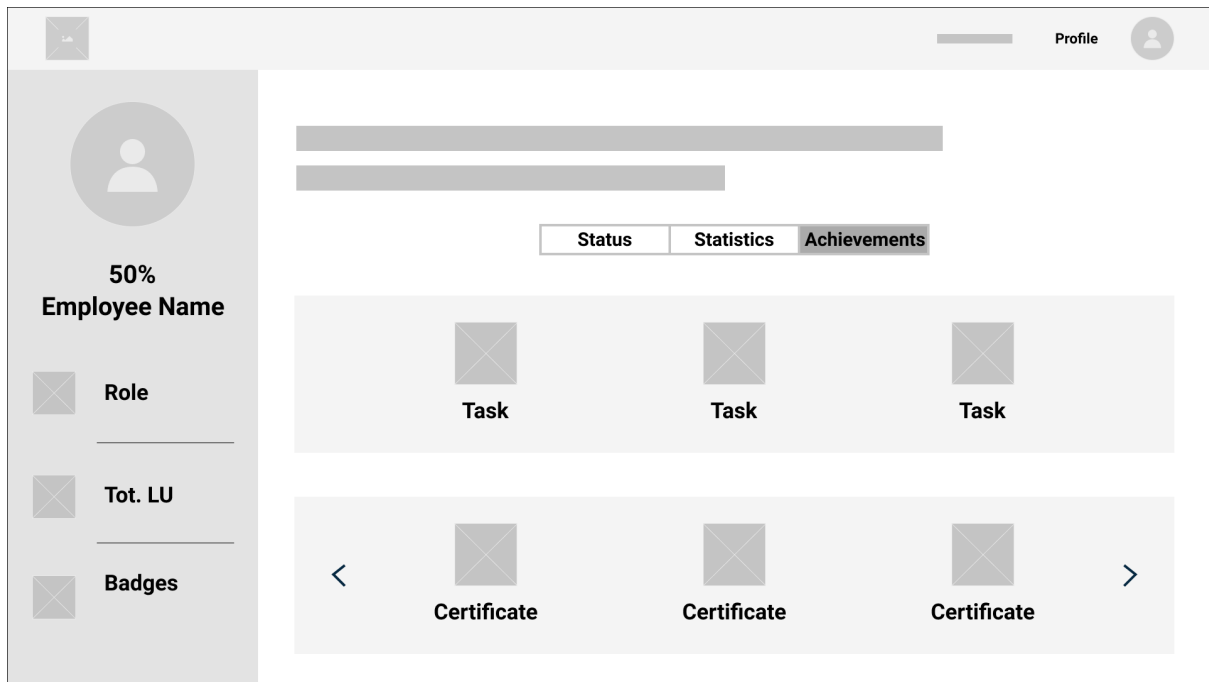 Profile
50%
Employee Name
Role
Tot. LU
Badges
Status Statistics Achievements
Task Task Task
Certificate Certificate Certificate